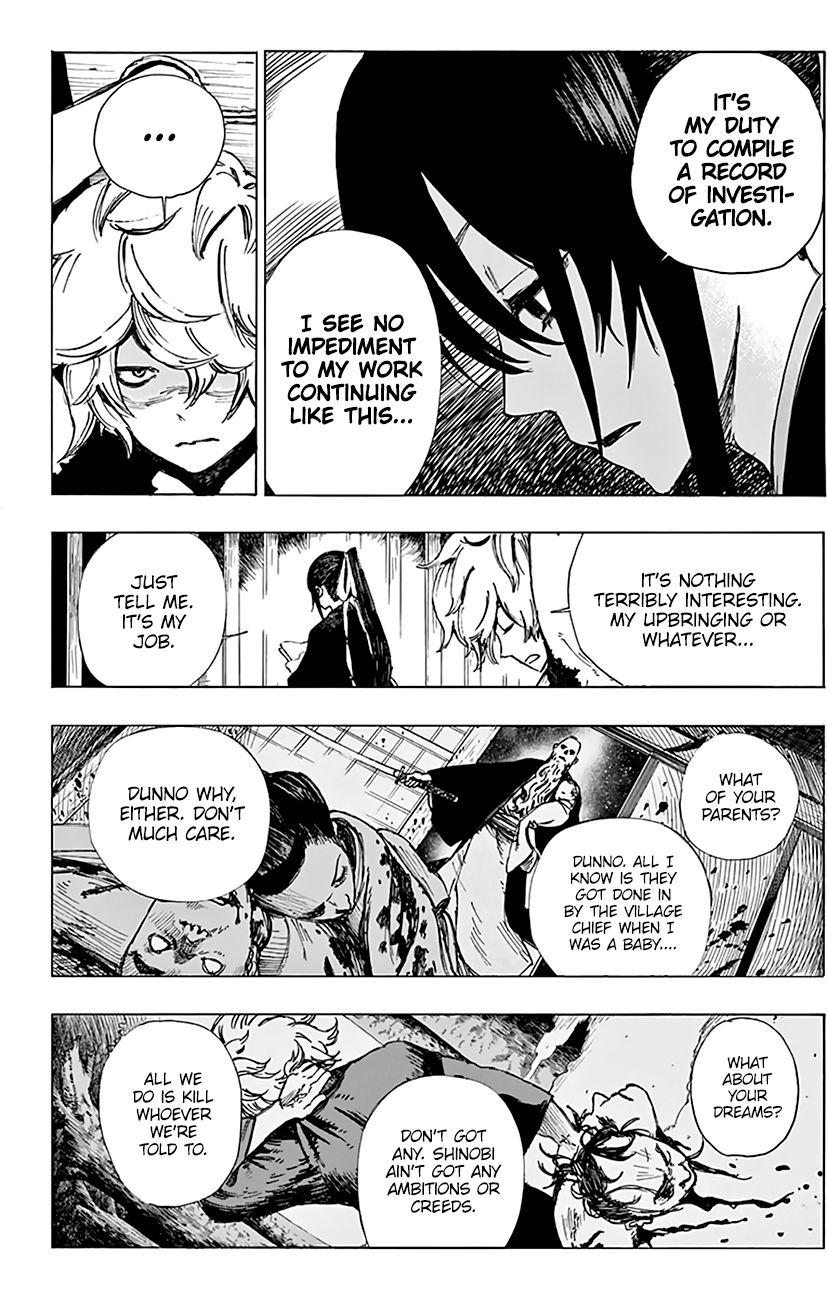 IT'S
MY DUTY
TO COMPILE
A RECORD
OF INVESTI-
GATION.
I SEE NO
IMPEDIMENT
TO MY WORK
CONTINUING
LIKE THIS...
...
IT'S NOTHING
TERRIBLY INTERESTING.
MY UPBRINGING OR
WHATEVER...
JUST
TELL ME.
IT'S MY
JOB.
WHAT
OF YOUR
PARENTS?
DUNNO. ALL I
KNOW IS THEY
GOT DONE IN
BY THE VILLAGE
CHIEF WHEN I
WAS A BABY....
DUNNO WHY,
EITHER. DON'T
MUCH CARE.
WHAT
ABOUT
YOUR
DREAMS?
DON'T GOT
ANY. SHINOBI
AIN'T GOT ANY
AMBITIONS OR
CREEDS.
ALL WE
DO IS KILL
WHOEVER
WE'RE
TOLD TO.